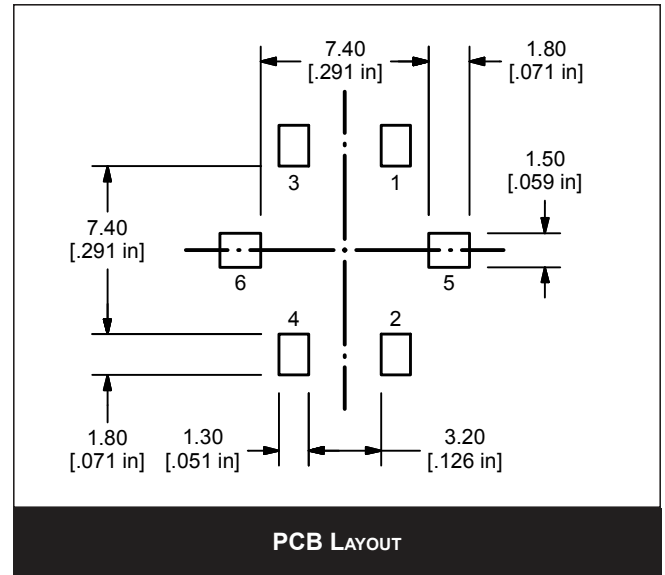 7.40
[.291 in]
1.80
[.071 in]
1.50
[.059 in]
3
1
7.40
[.291 in]
6
5
4
2
1.80
[.071 in]
1.30
[.051 in]
3.20
[.126 in]
PCB LAYOUT